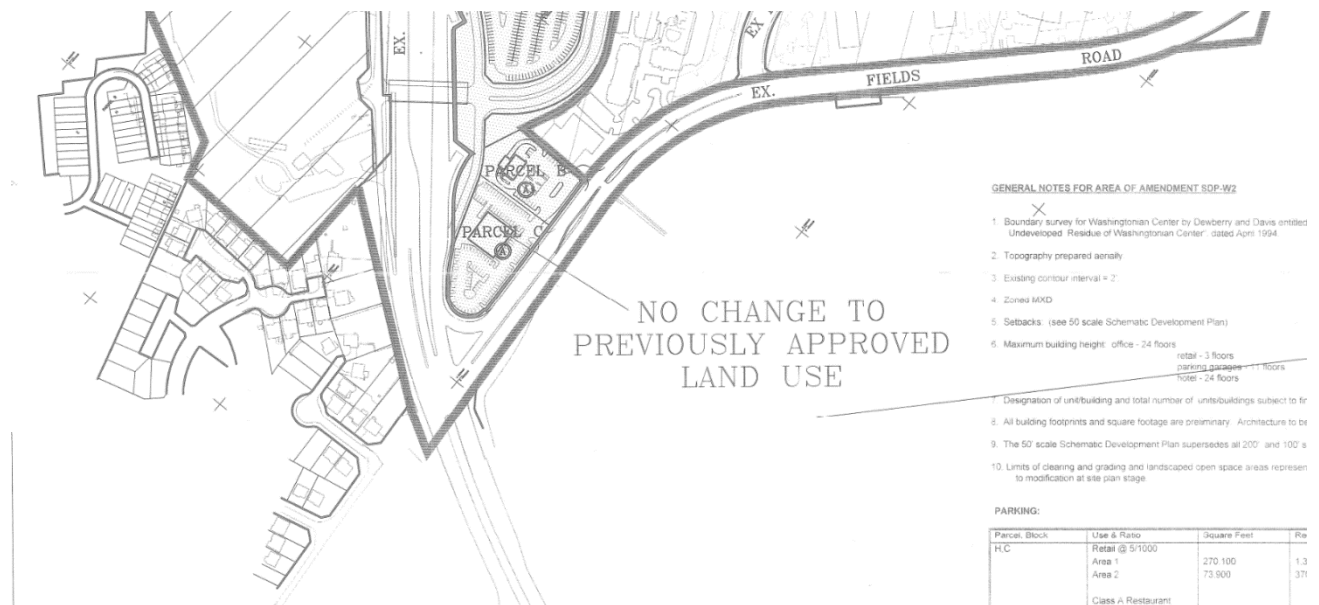 EX.
EX
EX.
FIELDS
ROAD
PARCEL B
A
PARCEL C
A
NO CHANGE TO
PREVIOUSLY APPROVED
LAND USE
GENERAL NOTES FOR AREA OF AMENDMENT SDP-W2
1. Boundary survey for Washingtonian Center by Dewberry and Davis entitled
Undeveloped Residue of Washingtonian Center". dated April 1994
2. Topography prepared aerially
3. Existing contour interval = 2'.
4. Zoned MXD
5. Setbacks: (see 50 scale Schematic Development Plan)
6. Maximum building height: office - 24 floors
retail - 3 floors
parking garages - 11 floors
hotel - 24 floors
7. Designation of unit/building and total number of units/buildings subject to
8. All building footprints and square footage are preliminary. Architecture to be
9. The 50' scale Schematic Development Plan supersedes all 200' and 100'
10. Limits of clearing and grading and landscaped open space areas
to modification at site plan stage.
PARKING:
Parcel, Block Use & Ratio Square Feet
H,C Retail @ 5/1000
Area 1 270.100
Area 2 73.900
Class A Restaurant